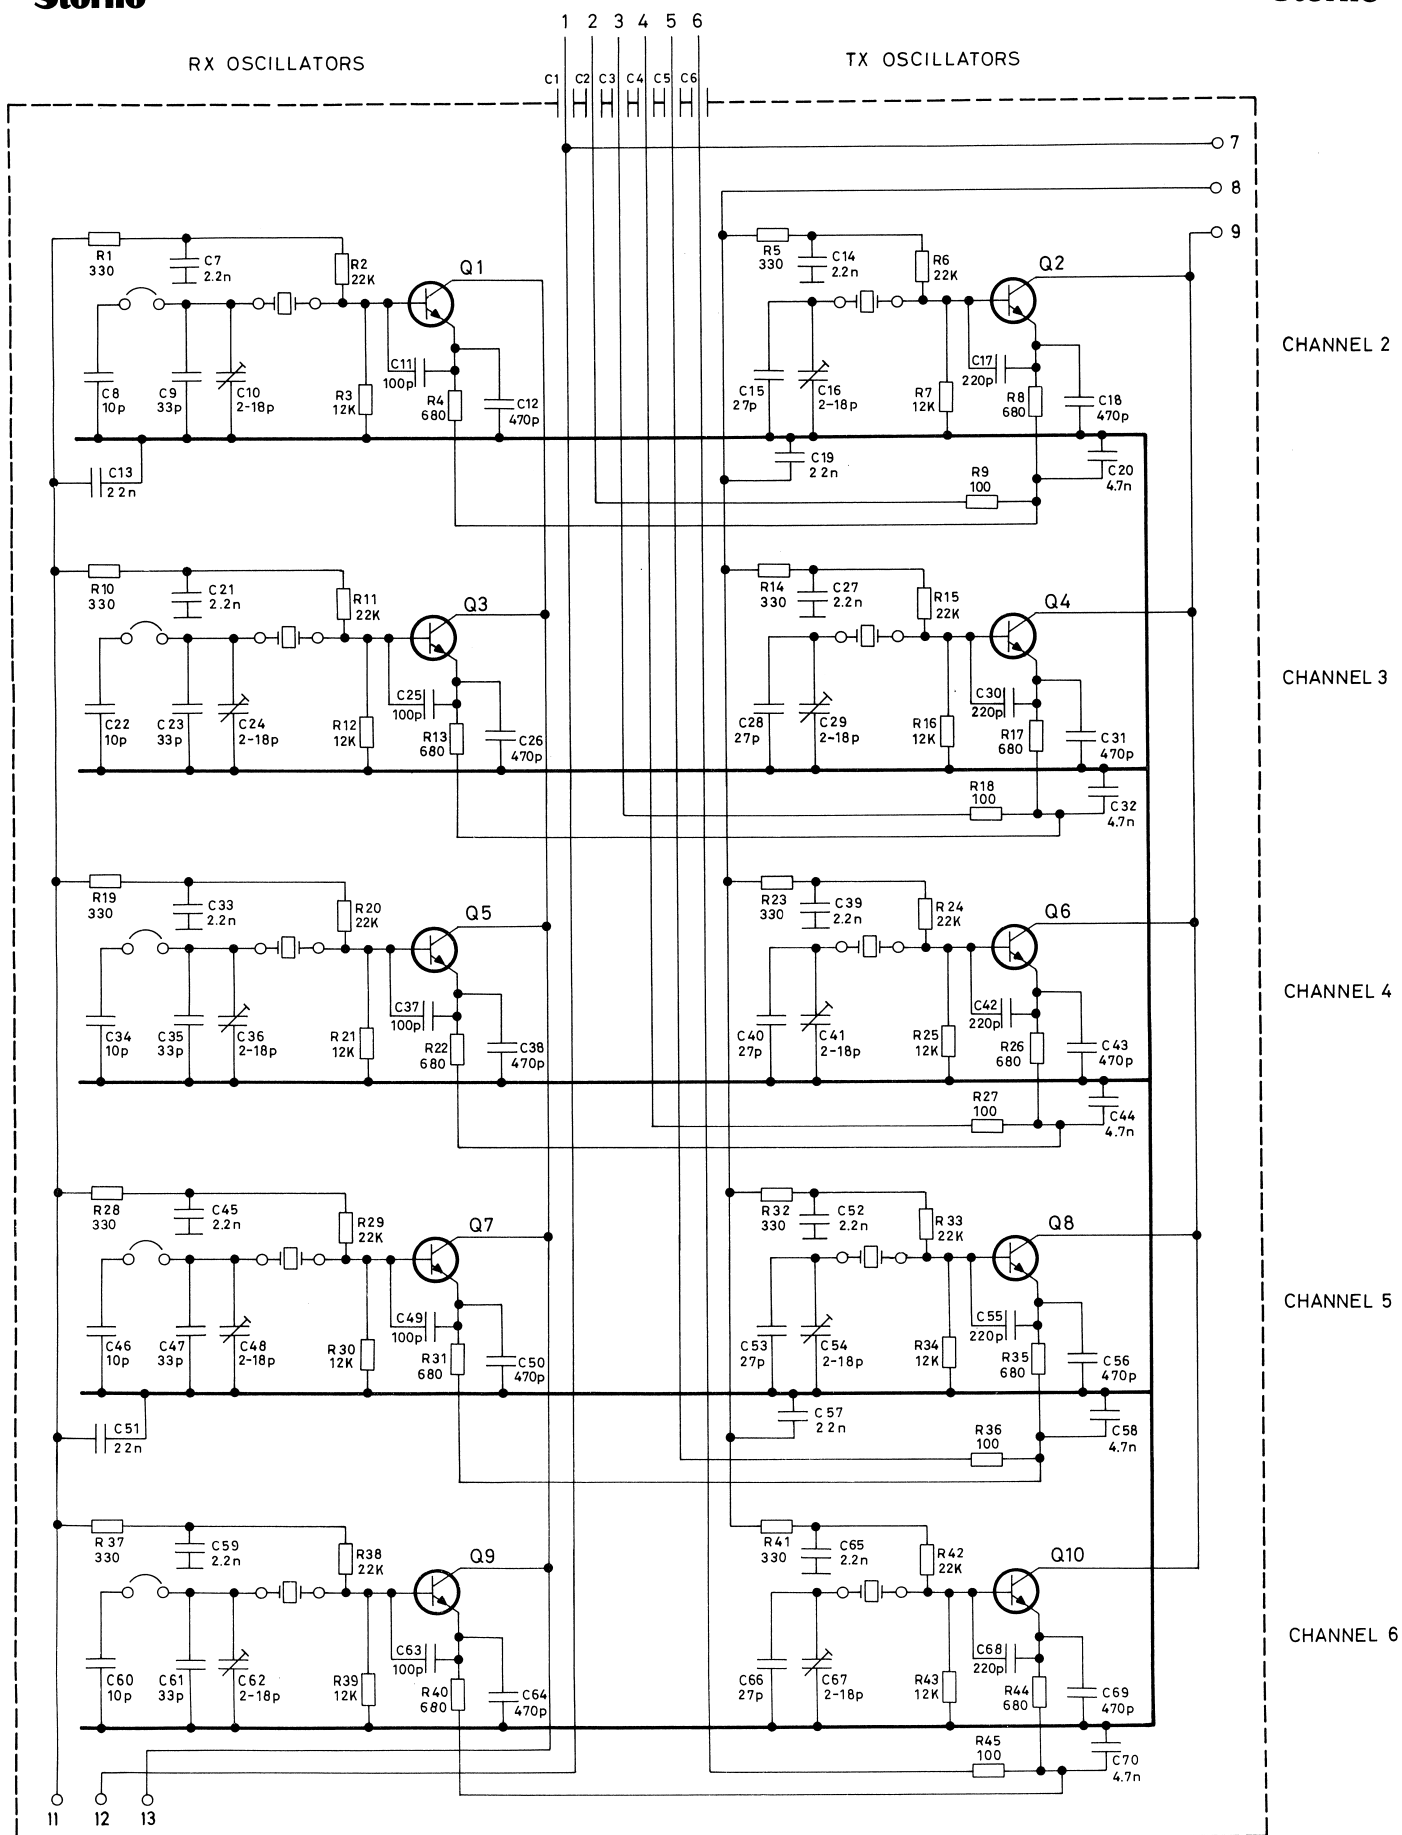 Storno
Storno
1 2 3 4 5 6
RX OSCILLATORS
TX OSCILLATORS
C1 C2 C3 C4 C5 C6
7
8
9
R1
330
C7
2.2n
R2
22K
Q1
C8
10p
C9
33p
C10
2-18p
R3
12K
C11
100p
R4
680
C12
470p
C13
22n
R5
330
C14
2.2n
R6
22K
Q2
C15
27p
C16
2-18p
R7
12K
C17
220p
R8
680
C18
470p
C19
22n
R9
100
C20
4.7n
CHANNEL 2
R10
330
C21
2.2n
R11
22K
Q3
C22
10p
C23
33p
C24
2-18p
R12
12K
C25
100p
R13
680
C26
470p
R14
330
C27
2.2n
R15
22K
Q4
C28
27p
C29
2-18p
R16
12K
C30
220p
R17
680
C31
470p
R18
100
C32
4.7n
CHANNEL 3
R19
330
C33
2.2n
R20
22K
Q5
C34
10p
C35
33p
C36
2-18p
R21
12K
C37
100p
R22
680
C38
470p
R23
330
C39
2.2n
R24
22K
Q6
C40
27p
C41
2-18p
R25
12K
C42
220p
R26
680
C43
470p
R27
100
C44
4.7n
CHANNEL 4
R28
330
C45
2.2n
R29
22K
Q7
C46
10p
C47
33p
C48
2-18p
R30
12K
C49
100p
R31
680
C50
470p
C51
22n
R32
330
C52
2.2n
R33
22K
Q8
C53
27p
C54
2-18p
R34
12K
C55
220p
R35
680
C56
470p
C57
22n
R36
100
C58
4.7n
CHANNEL 5
R37
330
C59
2.2n
R38
22K
Q9
C60
10p
C61
33p
C62
2-18p
R39
12K
C63
100p
R40
680
C64
470p
R41
330
C65
2.2n
R42
22K
Q10
C66
27p
C67
2-18p
R43
12K
C68
220p
R44
680
C69
470p
R45
100
C70
4.7n
CHANNEL 6
11 12 13